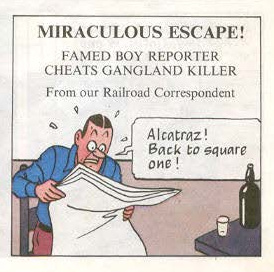 MIRACULOUS ESCAPE!
FAMED BOY REPORTER
CHEATS GANGLAND KILLER
From our Railroad Correspondent
Alcatraz!
Back to square
one!